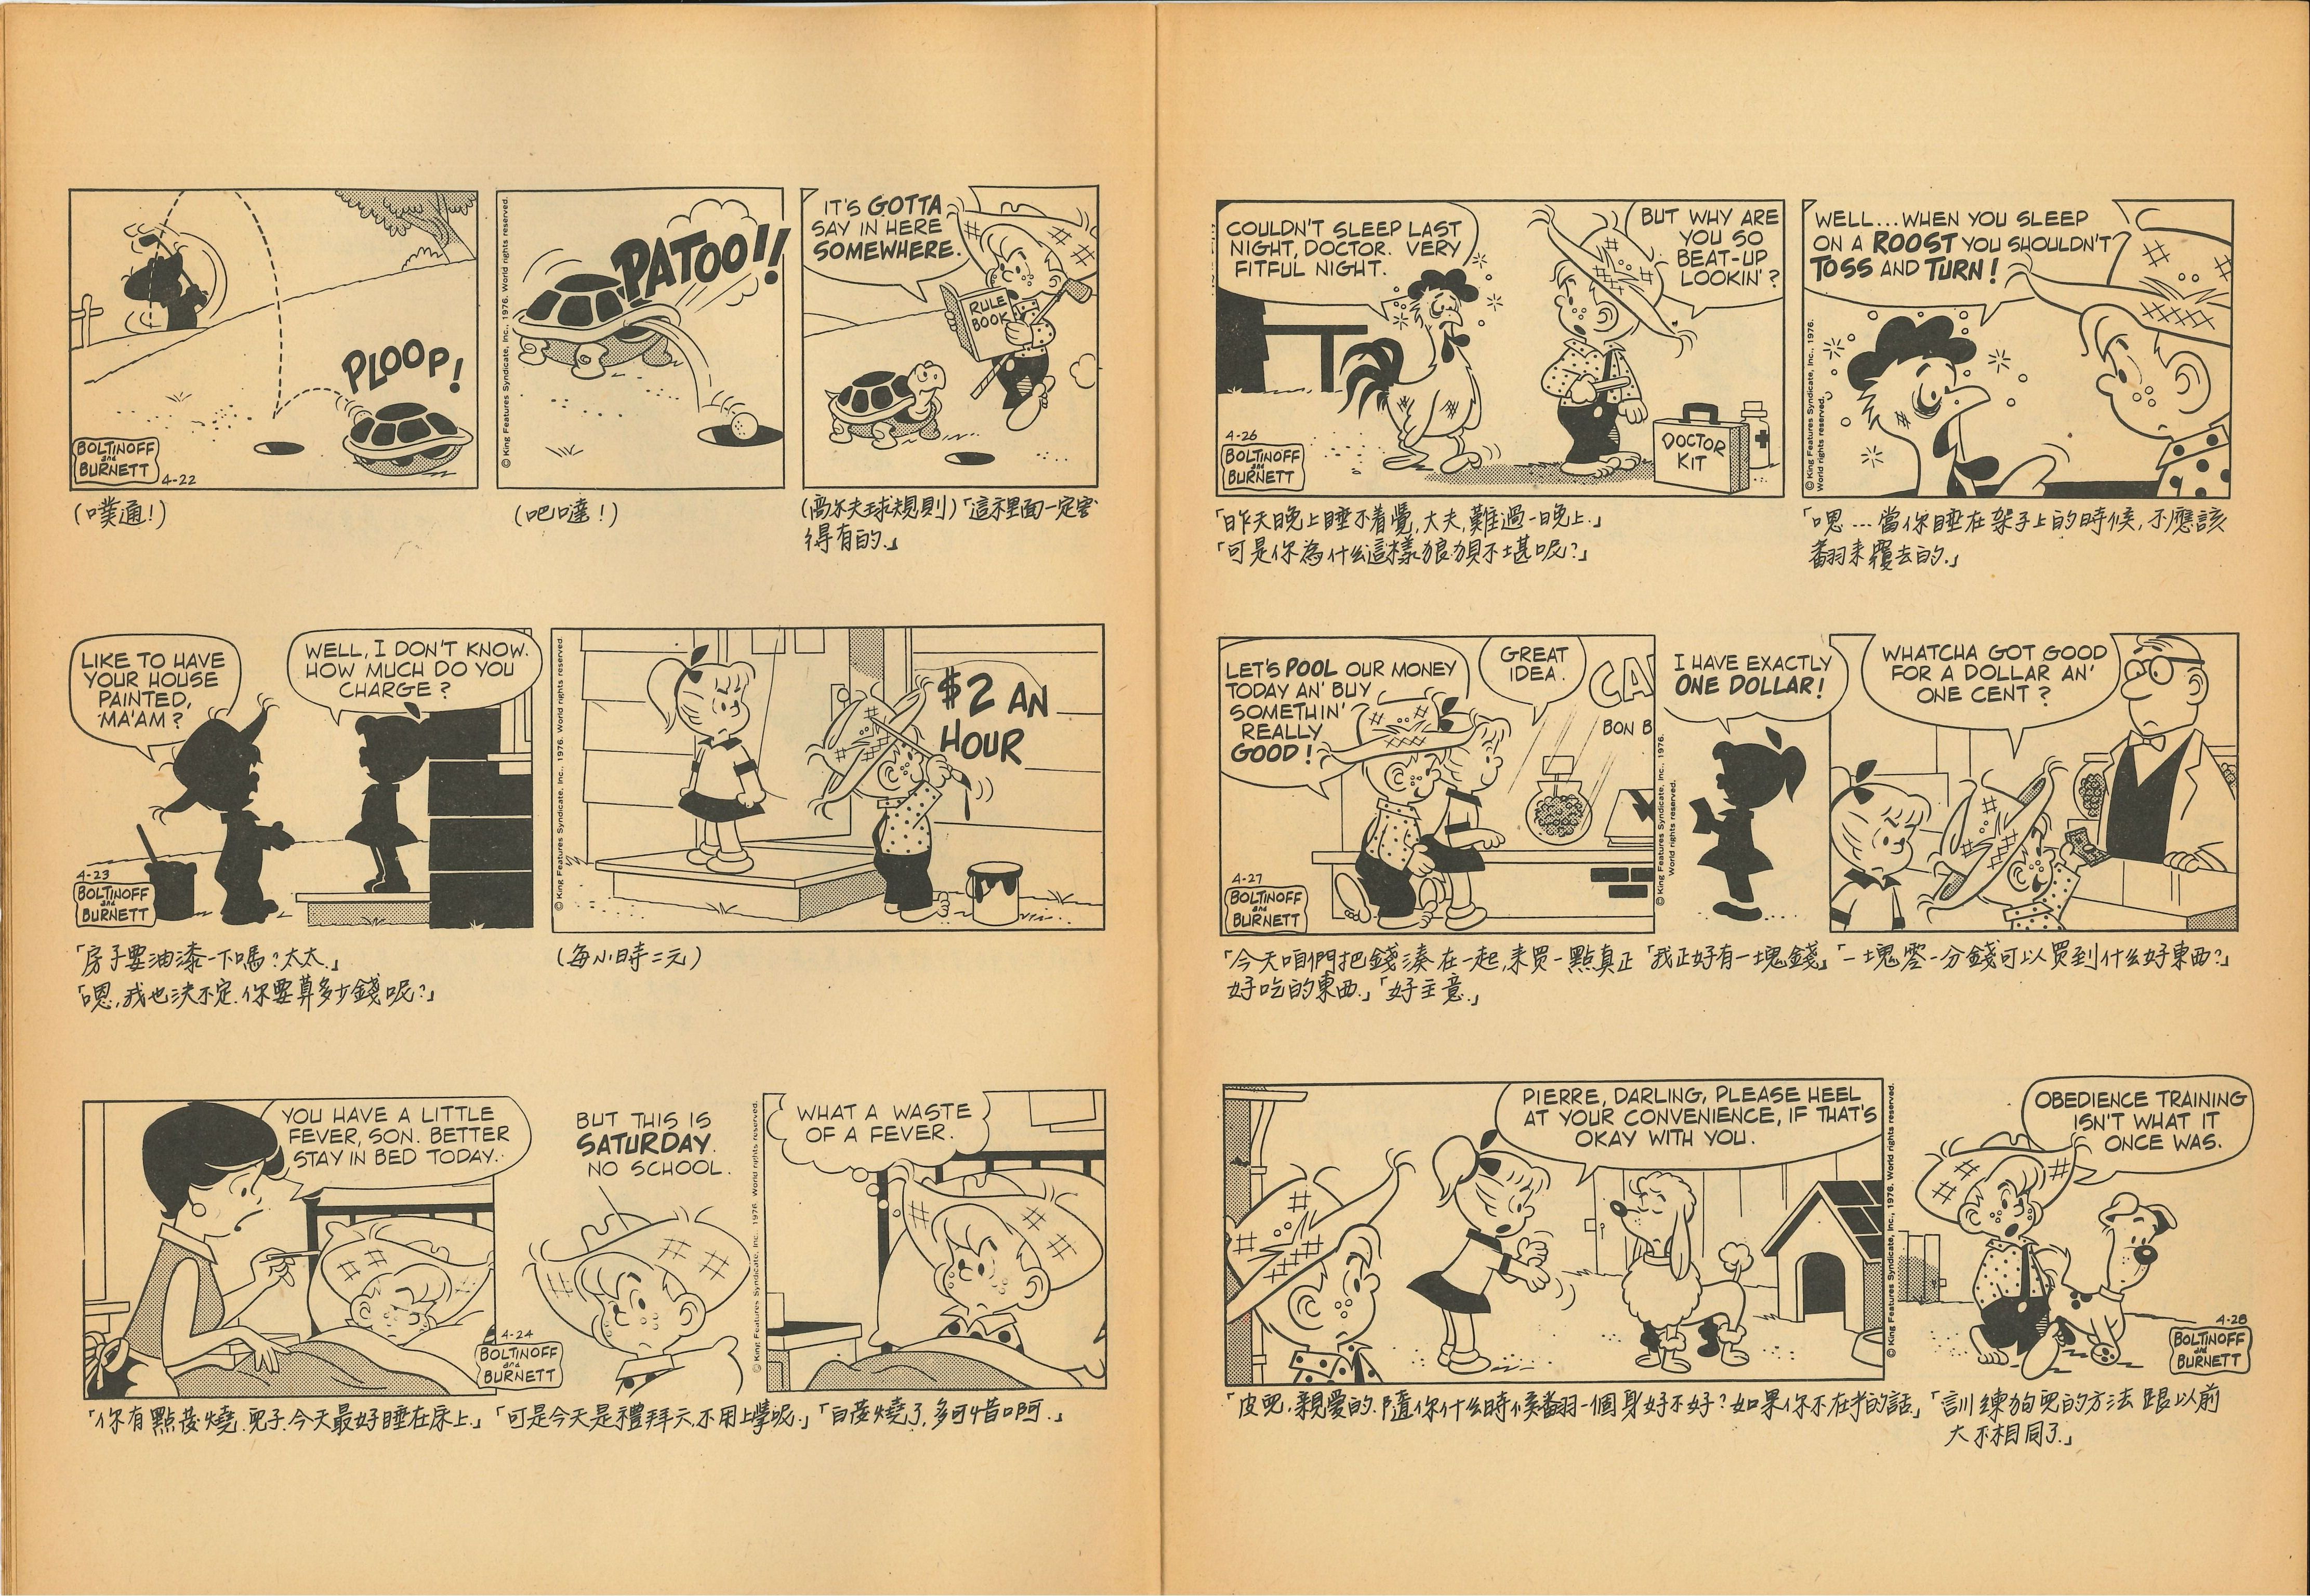 PLOOP!
BOLTINOFF
and
BURNETT
4-22
© King Features Syndicate, Inc., 1976. World rights reserved.
PATOO!!
IT'S GOTTA
SAY IN HERE
SOMEWHERE.
RULE
BOOK
(噗通!)
(吧噠!)
(高尔夫球規則)「這本里面一定寫
得有的.」
LIKE TO HAVE
YOUR HOUSE
PAINTED,
MA'AM?
WELL, I DON'T KNOW.
HOW MUCH DO YOU
CHARGE?
4-23
BOLTINOFF
and
BURNETT
© King Features Syndicate, Inc., 1976. World rights reserved.
$2 AN
HOUR
「房子要油漆一下嗎?太太.」
「嗯,我也決不定.你要算多少錢呢?」
(每小時二元)
YOU HAVE A LITTLE
FEVER, SON. BETTER
STAY IN BED TODAY.
4-24
BOLTINOFF
and
BURNETT
BUT THIS IS
SATURDAY.
NO SCHOOL.
© King Features Syndicate, Inc., 1976. World rights reserved.
WHAT A WASTE
OF A FEVER.
「你有點發燒.兒子.今天最好睡在床上.」「可是今天是禮拜六,不用上學呢.」「白發燒了,多可惜啊.」
COULDN'T SLEEP LAST
NIGHT, DOCTOR. VERY
FITFUL NIGHT.
BUT WHY ARE
YOU SO
BEAT-UP
LOOKIN'?
4-26
BOLTINOFF
and
BURNETT
DOCTOR
KIT
WELL...WHEN YOU SLEEP
ON A ROOST YOU SHOULDN'T
TOSS AND TURN!
© King Features Syndicate, Inc., 1976.
World rights reserved.
「昨天晚上睡不着覺,大夫,難過一晚上.」
「可是你為什么這樣狼狽不堪呢?」
「嗯...當你睡在架子上的時候,不應該
翻來覆去的.」
LET'S POOL OUR MONEY
TODAY AN' BUY
SOMETHIN'
REALLY
GOOD!
GREAT
IDEA.
CA
BON B
4-27
BOLTINOFF
and
BURNETT
© King Features Syndicate, Inc., 1976.
World rights reserved.
I HAVE EXACTLY
ONE DOLLAR!
WHATCHA GOT GOOD
FOR A DOLLAR AN'
ONE CENT?
「今天咱們把錢湊在一起,來買一點真正「我正好有一塊錢」「一塊零一分錢可以買到什么好東西?」
好吃的東西.」「好主意.」
PIERRE, DARLING, PLEASE HEEL
AT YOUR CONVENIENCE, IF THAT'S
OKAY WITH YOU.
© King Features Syndicate, Inc., 1976. World rights reserved.
OBEDIENCE TRAINING
ISN'T WHAT IT
ONCE WAS.
4-28
BOLTINOFF
and
BURNETT
「皮兒,親愛的.隨你什么時候翻一個身好不好?如果你不在乎的話」「訓練狗兒的方法跟以前
大不相同了.」